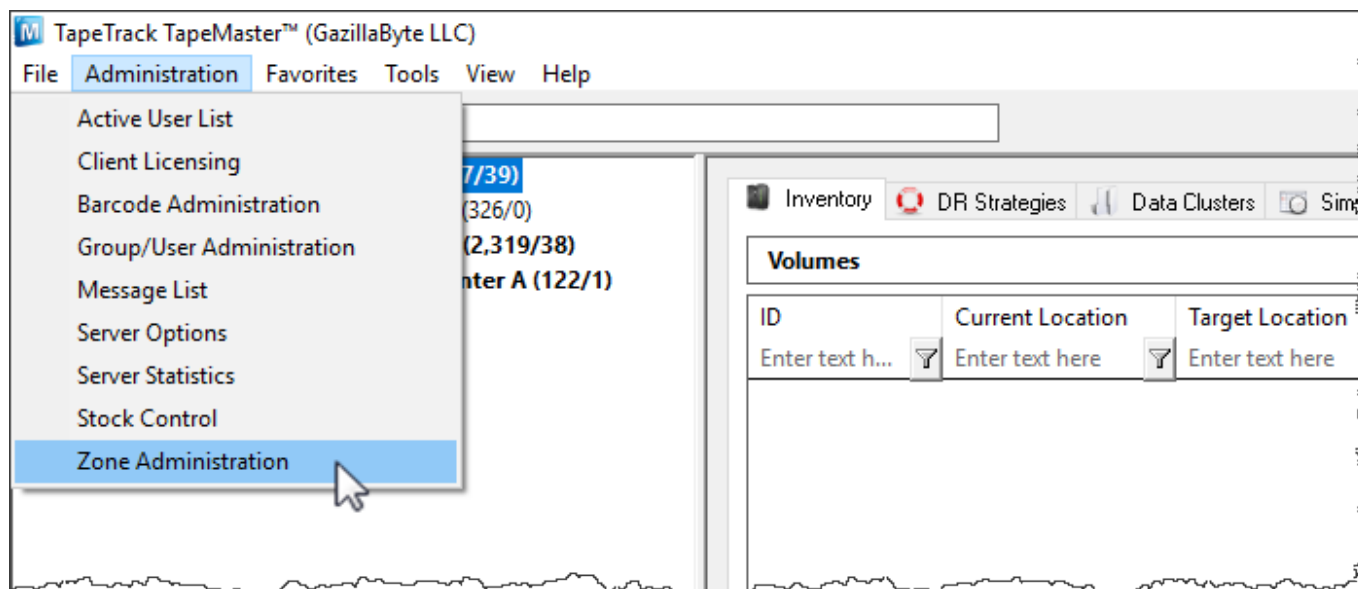 TapeTrack TapeMaster™ (GazillaByte LLC)
File Administration Favorites Tools View Help
Active User List
Client Licensing
Barcode Administration
Group/User Administration
Message List
Server Options
Server Statistics
Stock Control
Zone Administration
7/39)
(326/0)
(2,319/38)
nter A (122/1)
Inventory DR Strategies Data Clusters
Volumes
ID Current Location Target Location
Enter text h... Enter text here Enter text here